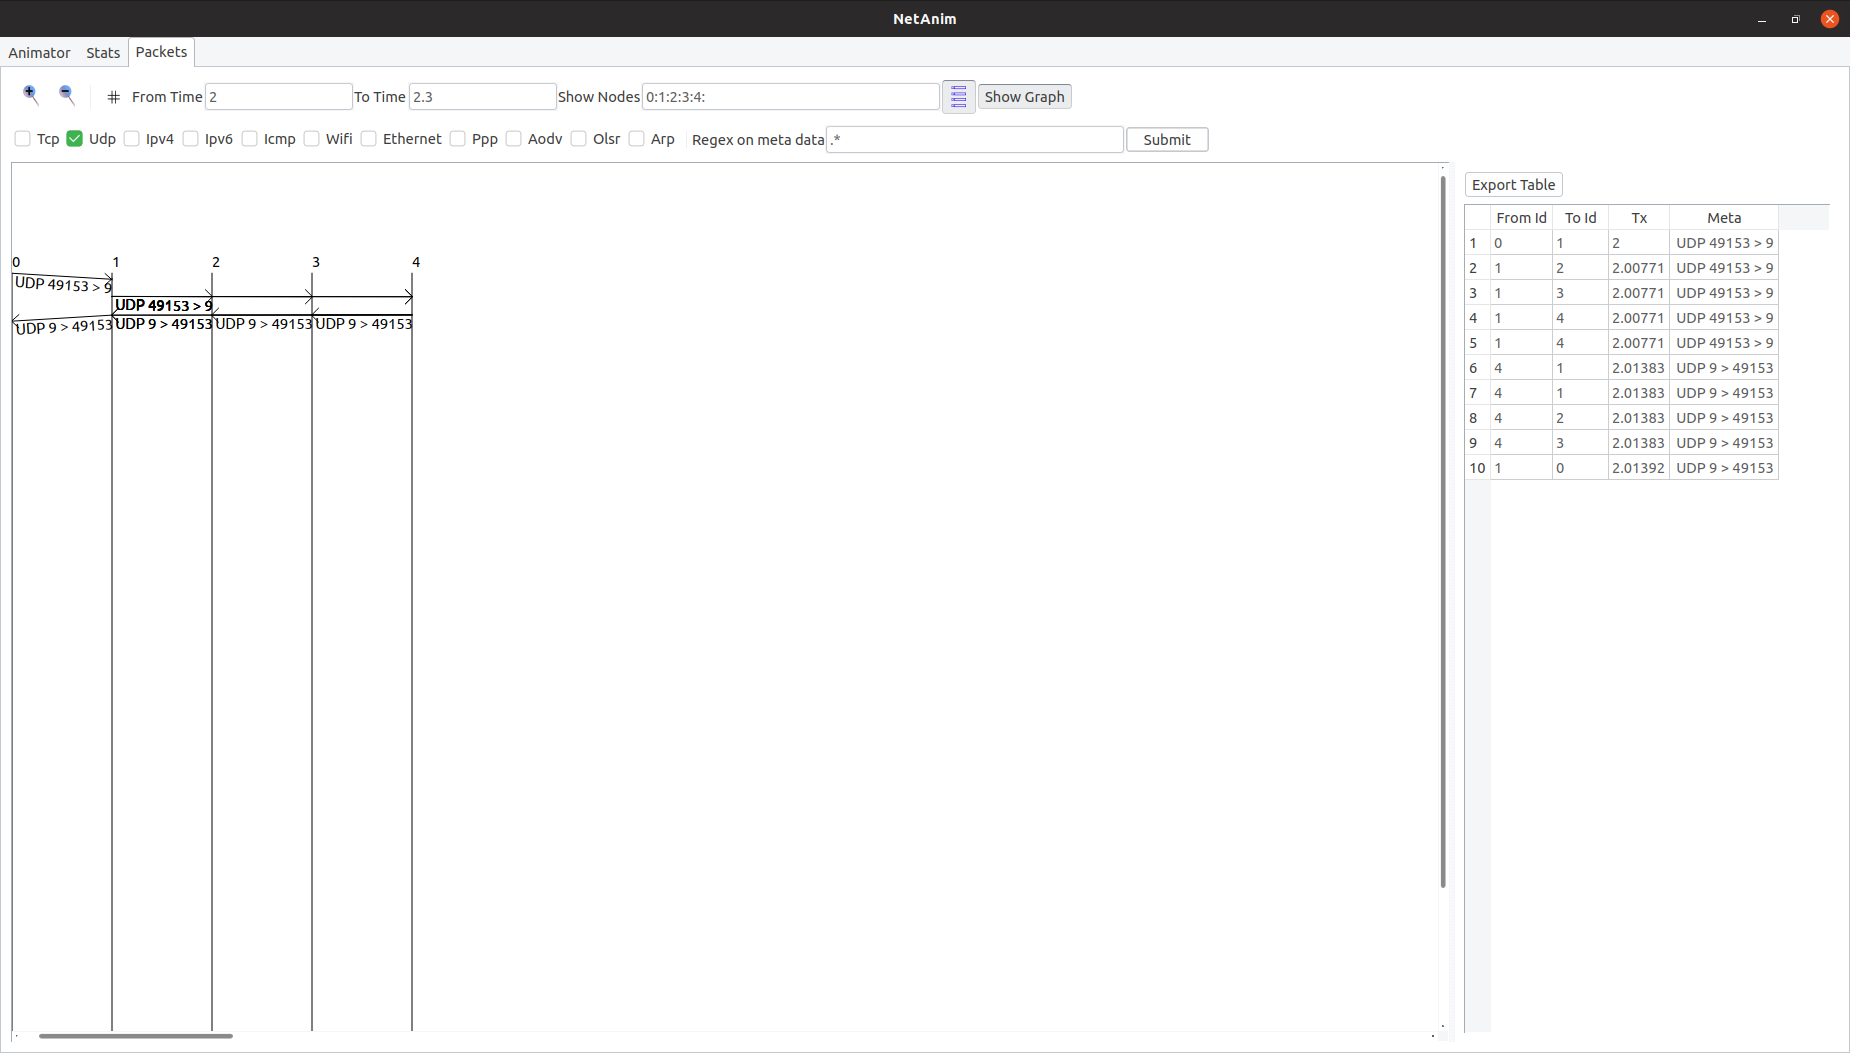 NetAnim
Animator Stats Packets
# From Time 2 To Time 2.3 Show Nodes 0:1:2:3:4: Show Graph
Tcp Udp Ipv4 Ipv6 Icmp Wifi Ethernet Ppp Aodv Olsr Arp Regex on meta data .* Submit
0 1 2 3 4
UDP 49153 > 9
UDP 49153 > 9
UDP 9 > 49153 UDP 9 > 49153 UDP 9 > 49153 UDP 9 > 49153
Export Table
From Id To Id Tx Meta
1 0 1 2 UDP 49153 > 9
2 1 2 2.00771 UDP 49153 > 9
3 1 3 2.00771 UDP 49153 > 9
4 1 4 2.00771 UDP 49153 > 9
5 1 4 2.00771 UDP 49153 > 9
6 4 1 2.01383 UDP 9 > 49153
7 4 1 2.01383 UDP 9 > 49153
8 4 2 2.01383 UDP 9 > 49153
9 4 3 2.01383 UDP 9 > 49153
10 1 0 2.01392 UDP 9 > 49153